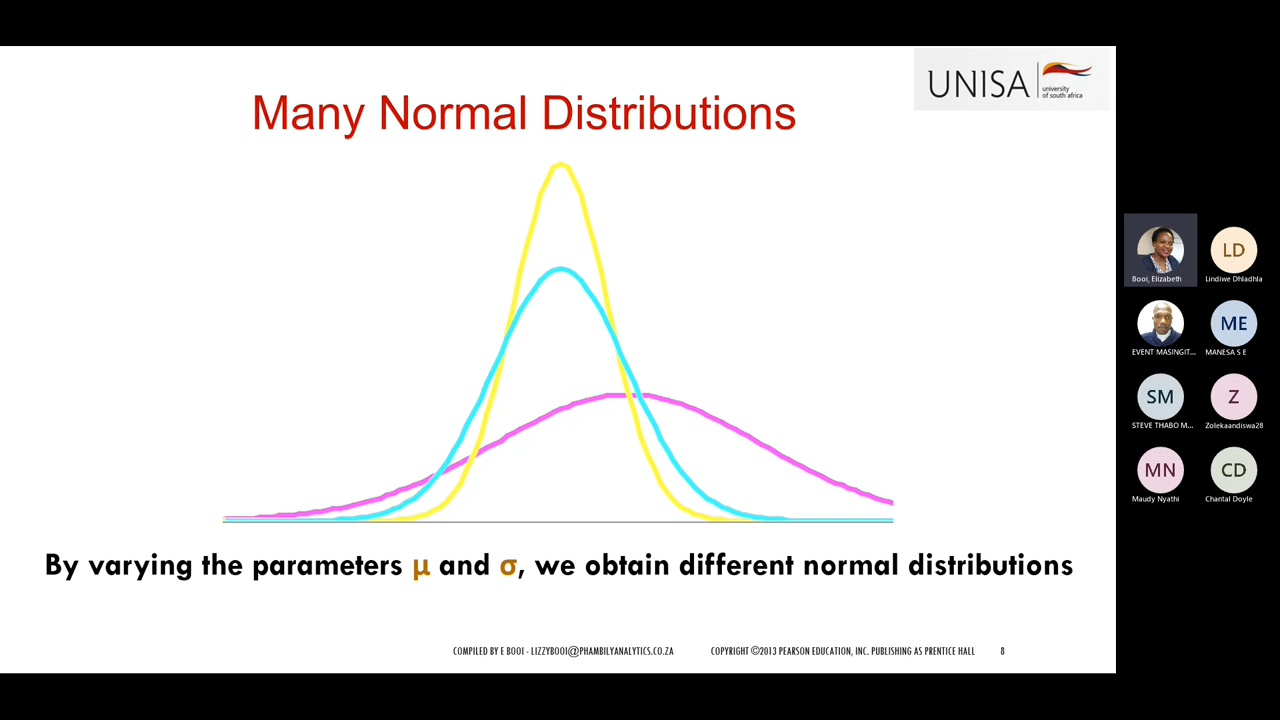 UNISA
university
of south africa
Many Normal Distributions
By varying the parameters μ and σ, we obtain different normal distributions
COMPILED BY E BOOI - LIZZYBOOI@PHAMBILYANALYTICS.CO.ZA COPYRIGHT ©2013 PEARSON EDUCATION, INC. PUBLISHING AS PRENTICE HALL 8
LD
Booi, Elizabeth Lindiwe Dhladhla
ME
EVENT MASINGIT... MANESA S E
SM Z
STEVE THABO M... Zolekaandiswa28
MN CD
Maudy Nyathi Chantal Doyle